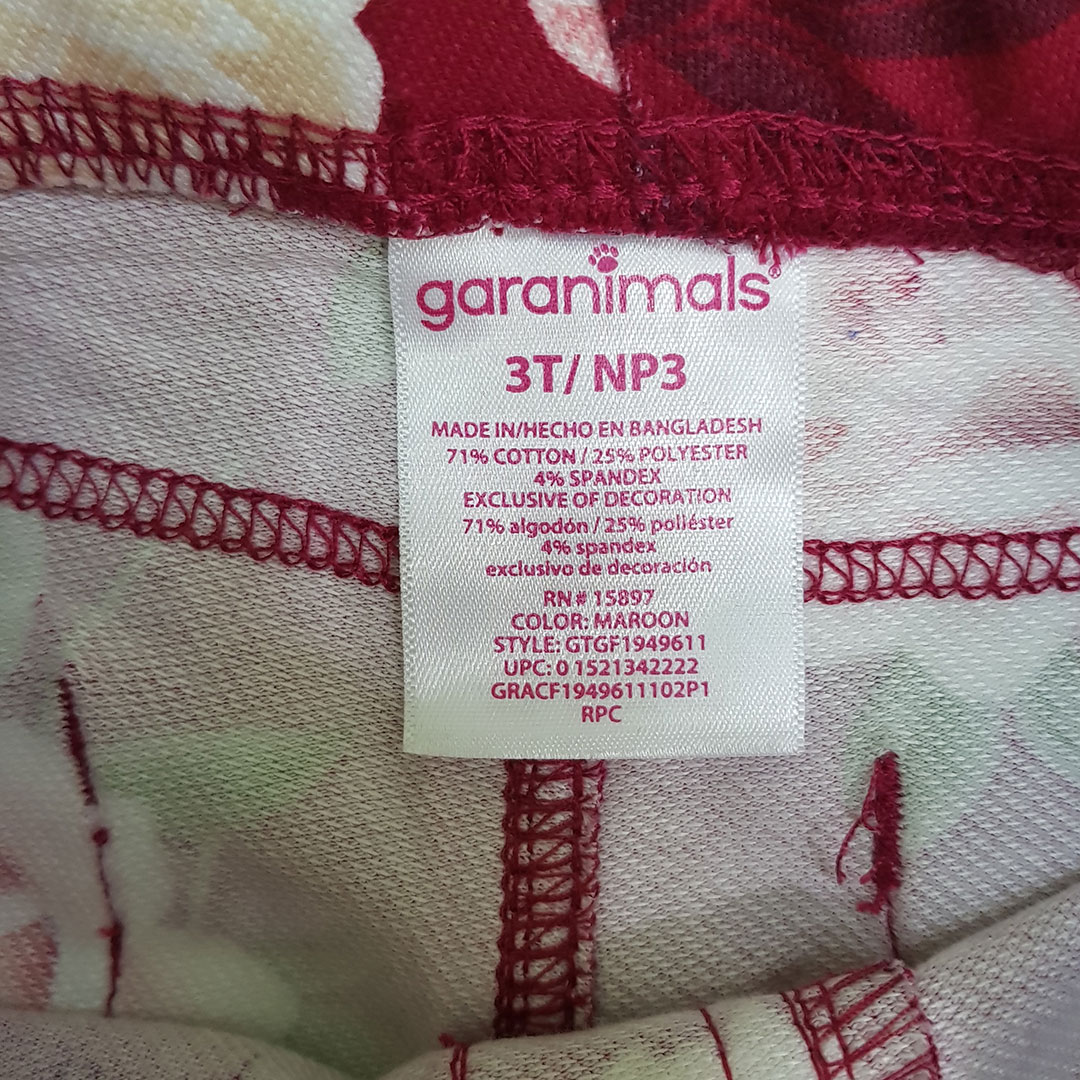 garanimals®
3T/ NP3
MADE IN/HECHO EN BANGLADESH
71% COTTON / 25% POLYESTER
4% SPANDEX
EXCLUSIVE OF DECORATION
71% algodón / 25% poliéster
4% spandex
exclusivo de decoración
RN# 15897
COLOR: MAROON
STYLE: GTGF1949611
UPC: 0 1521342222
GRACF1949611102P1
RPC